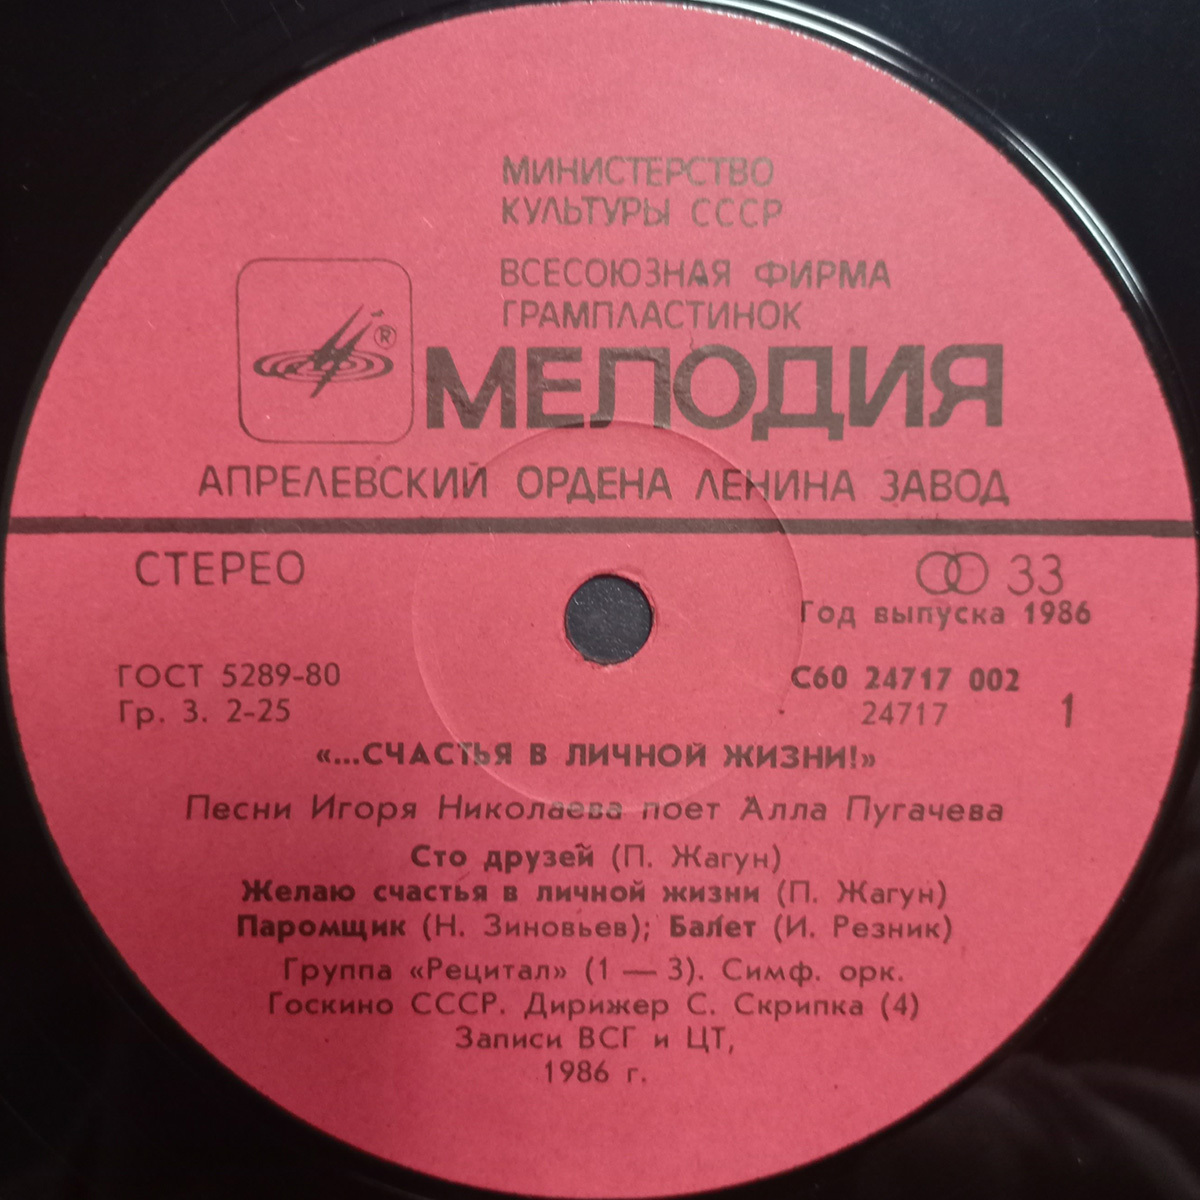 МИНИСТЕРСТВО
КУЛЬТУРЫ СССР
ВСЕСОЮЗНАЯ ФИРМА
ГРАМПЛАСТИНОК
®
МЕЛОДИЯ
АПРЕЛЕВСКИЙ ОРДЕНА ЛЕНИНА ЗАВОД
СТЕРЕО
33
Год выпуска 1986
ГОСТ 5289-80
С60 24717 002
Гр. 3. 2-25
24717
1
«...СЧАСТЬЯ В ЛИЧНОЙ ЖИЗНИ!»
Песни Игоря Николаева поет Алла Пугачева
Сто друзей (П. Жагун)
Желаю счастья в личной жизни (П. Жагун)
Паромщик (Н. Зиновьев); Балет (И. Резник)
Группа «Рецитал» (1 — 3). Симф. орк.
Госкино СССР. Дирижер С. Скрипка (4)
Записи ВСГ и ЦТ,
1986 г.